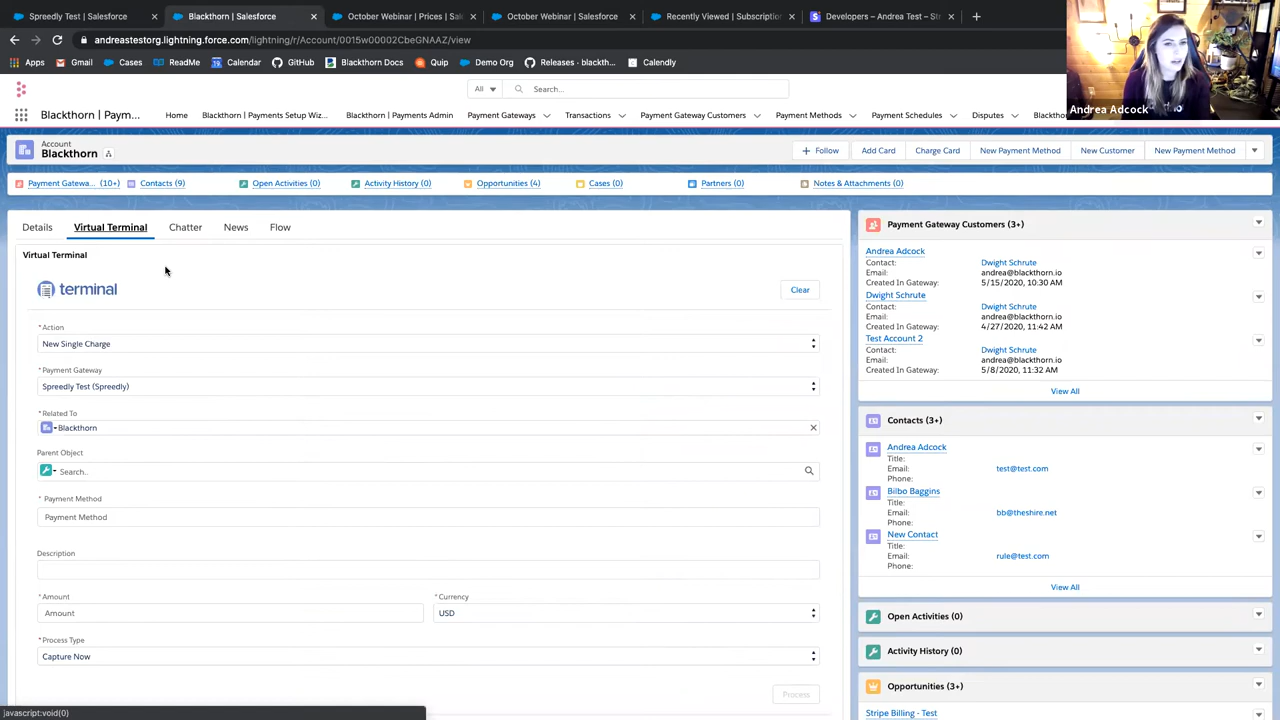 Spreedly Test | Salesforce
Blackthorn | Salesforce
October Webinar | Prices / Sal...
October Webinar | Salesforce
Recently Viewed | Subscription
Developers – Andrea Test – Str
andreastestorg.lightning.force.com/lightning/r/Account/0015w00002CbeGNAAZ/view
Apps
Gmail
Cases
ReadMe
Calendar
GitHub
Blackthorn Docs
Quip
Demo Org
Releases · blackth...
Calendly
Andrea Adcock
All
Search...
Blackthorn | Paym...
Home
Blackthorn | Payments Setup Wiz...
Blackthorn | Payments Admin
Payment Gateways
Transactions
Payment Gateway Customers
Payment Methods
Payment Schedules
Disputes
Blackthor
Account
Blackthorn
Follow
Add Card
Charge Card
New Payment Method
New Customer
New Payment Method
Payment Gatewa... (10+)
Contacts (9)
Open Activities (0)
Activity History (0)
Opportunities (4)
Cases (0)
Partners (0)
Notes & Attachments (0)
Details
Virtual Terminal
Chatter
News
Flow
Virtual Terminal
terminal
Clear
*Action
New Single Charge
*Payment Gateway
Spreedly Test (Spreedly)
*Related To
Blackthorn
Parent Object
Search..
* Payment Method
Payment Method
Description
*Amount
Amount
*Currency
USD
*Process Type
Capture Now
Process
javascript:void(0)
Payment Gateway Customers (3+)
Andrea Adcock
Contact: Dwight Schrute
Email: andrea@blackthorn.io
Created In Gateway: 5/15/2020, 10:30 AM
Dwight Schrute
Contact: Dwight Schrute
Email: andrea@blackthorn.io
Created In Gateway: 4/27/2020, 11:42 AM
Test Account 2
Contact: Dwight Schrute
Email: andrea@blackthorn.io
Created In Gateway: 5/8/2020, 11:32 AM
View All
Contacts (3+)
Andrea Adcock
Title:
Email: test@test.com
Phone:
Bilbo Baggins
Title:
Email: bb@theshire.net
Phone:
New Contact
Title:
Email: rule@test.com
Phone:
View All
Open Activities (0)
Activity History (0)
Opportunities (3+)
Stripe Billing - Test